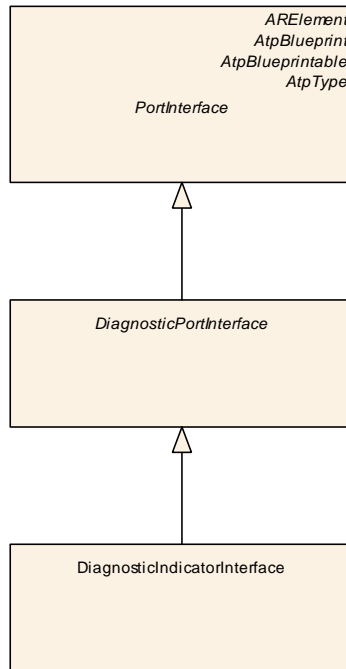 ARElement
AtpBlueprint
AtpBlueprintable
AtpType
PortInterface
DiagnosticPortInterface
DiagnosticIndicatorInterface